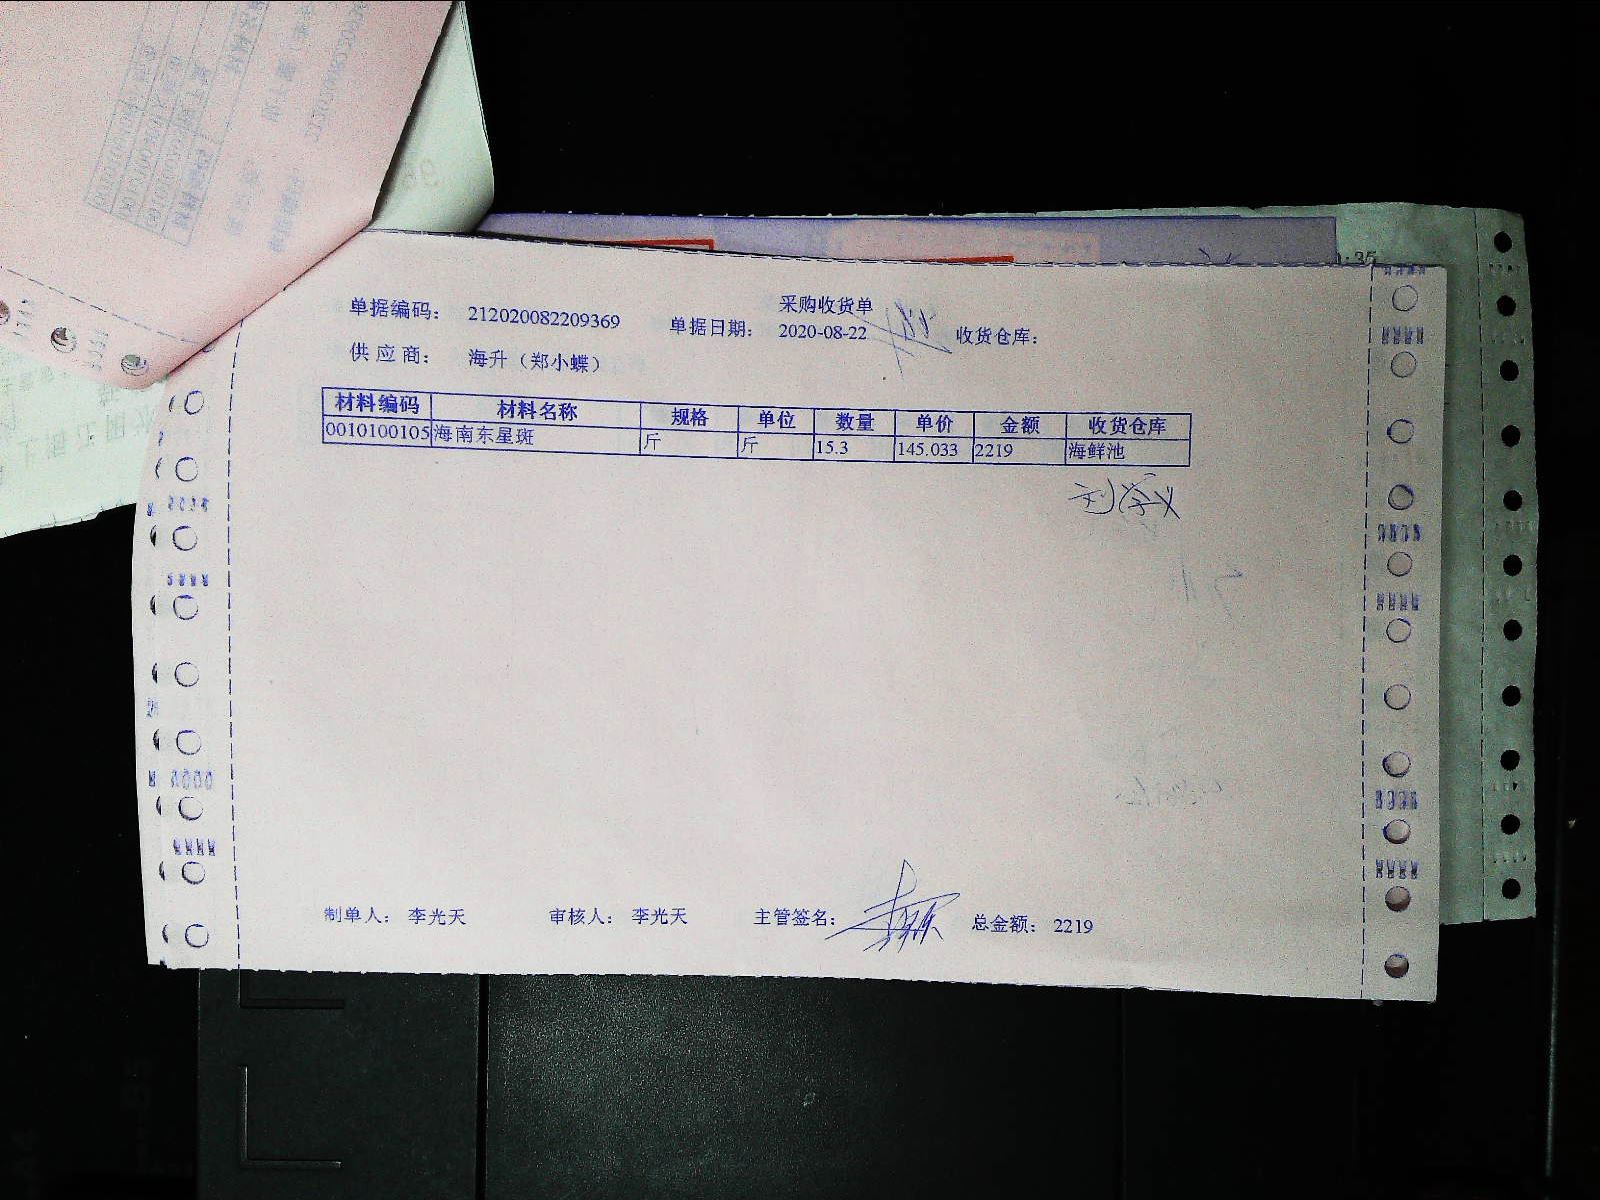 采购收货单
单据编码： 212020082209369 单据日期： 2020-08-22 收货仓库：
供 应 商： 海升（郑小蝶）
材料编码 材料名称 规格 单位 数量 单价 金额 收货仓库
0010100105 海南东星斑 斤 斤 15.3 145.033 2219 海鲜池
制单人： 李光天 审核人： 李光天 主管签名： 总金额： 2219